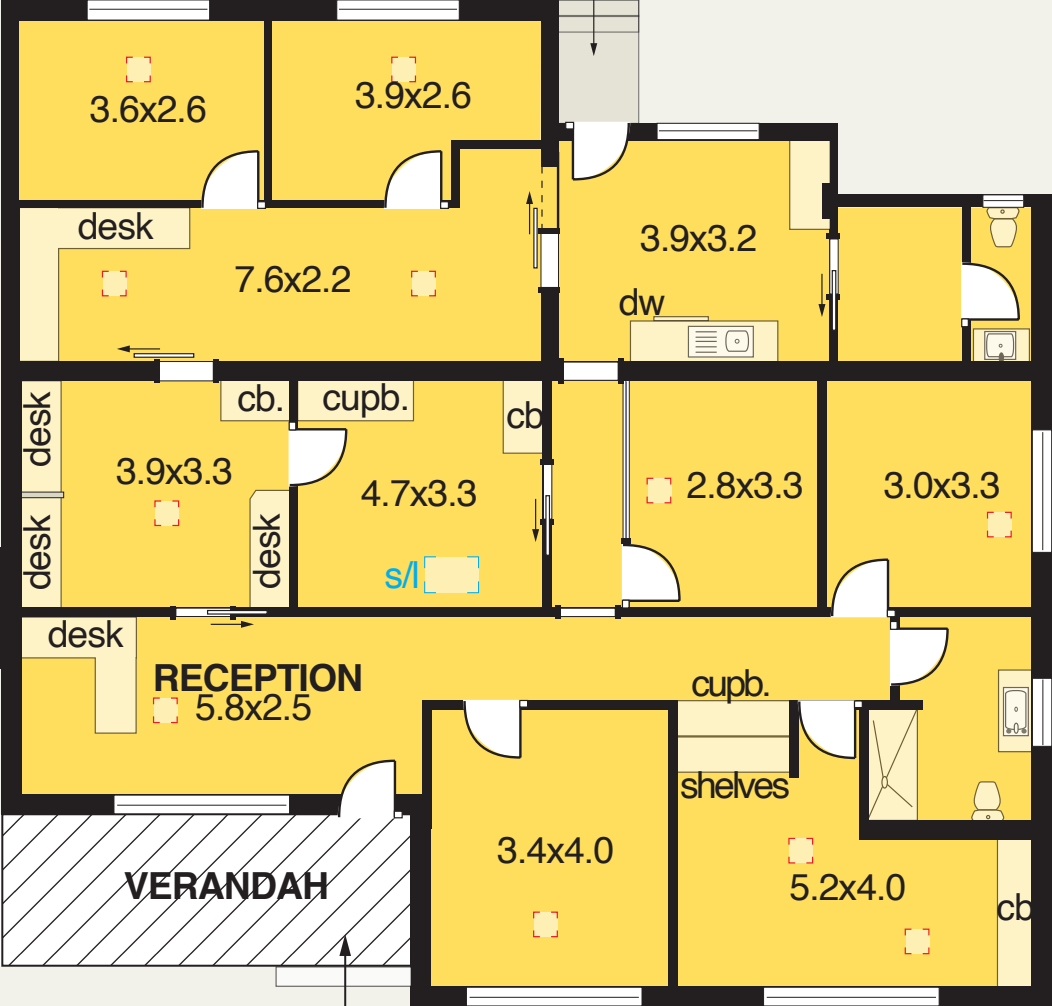 3.6x2.6
3.9x2.6
desk
7.6x2.2
3.9x3.2
dw
desk
cb.
cupb.
cb
3.9x3.3
4.7x3.3
2.8x3.3
3.0x3.3
desk
desk
s/l
desk
RECEPTION
5.8x2.5
cupb.
shelves
3.4x4.0
VERANDAH
5.2x4.0
cb